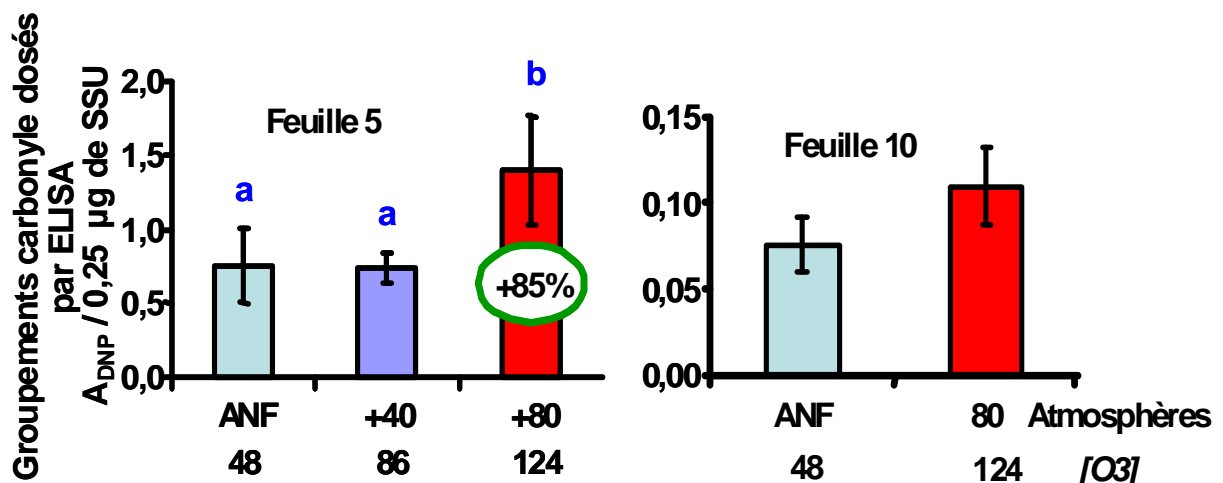 Groupements carbonyle dosés
par ELISA
A DNP / 0,25 µg de SSU
2,0
1,5
1,0
0,5
0,0
Feuille 5
a
a
b
+85%
ANF
+40
+80
48
86
124
0,15
0,10
0,05
0,00
Feuille 10
ANF
80
Atmosphères
48
124
[O3]